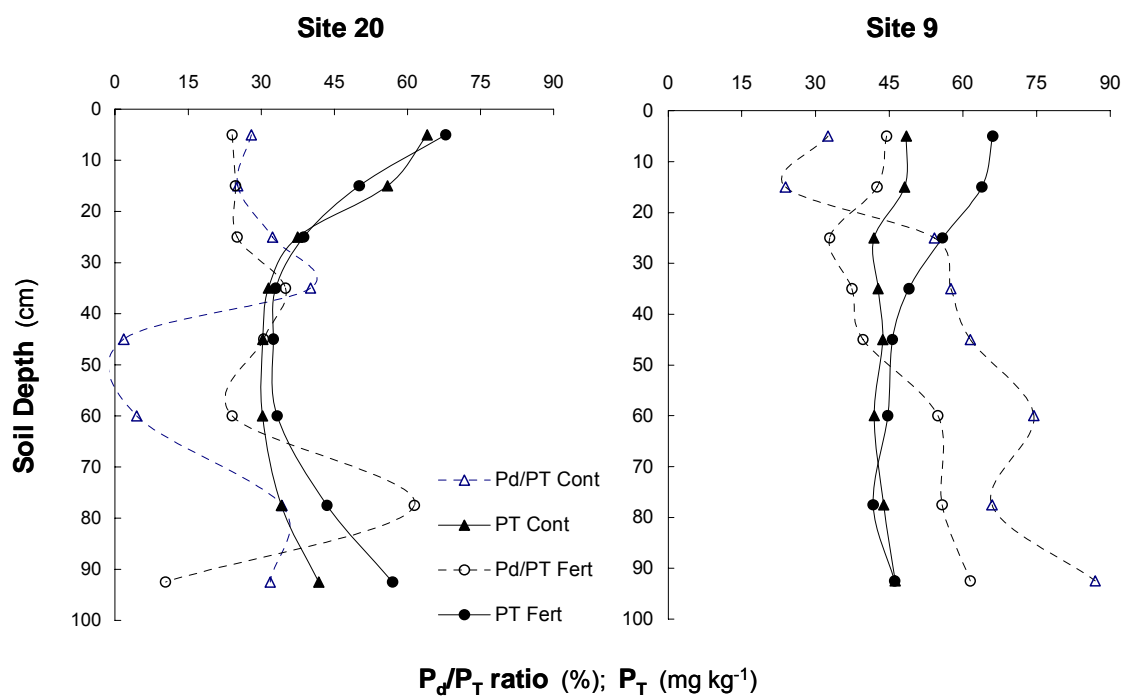 Site 20
Site 9
0 15 30 45 60 75 90
0 15 30 45 60 75 90
0
10
20
30
40
50
60
70
80
90
100
0
10
20
30
40
50
60
70
80
90
100
Soil Depth (cm)
Pd/PT Cont
PT Cont
Pd/PT Fert
PT Fert
Pd/PT ratio (%); PT (mg kg-1)